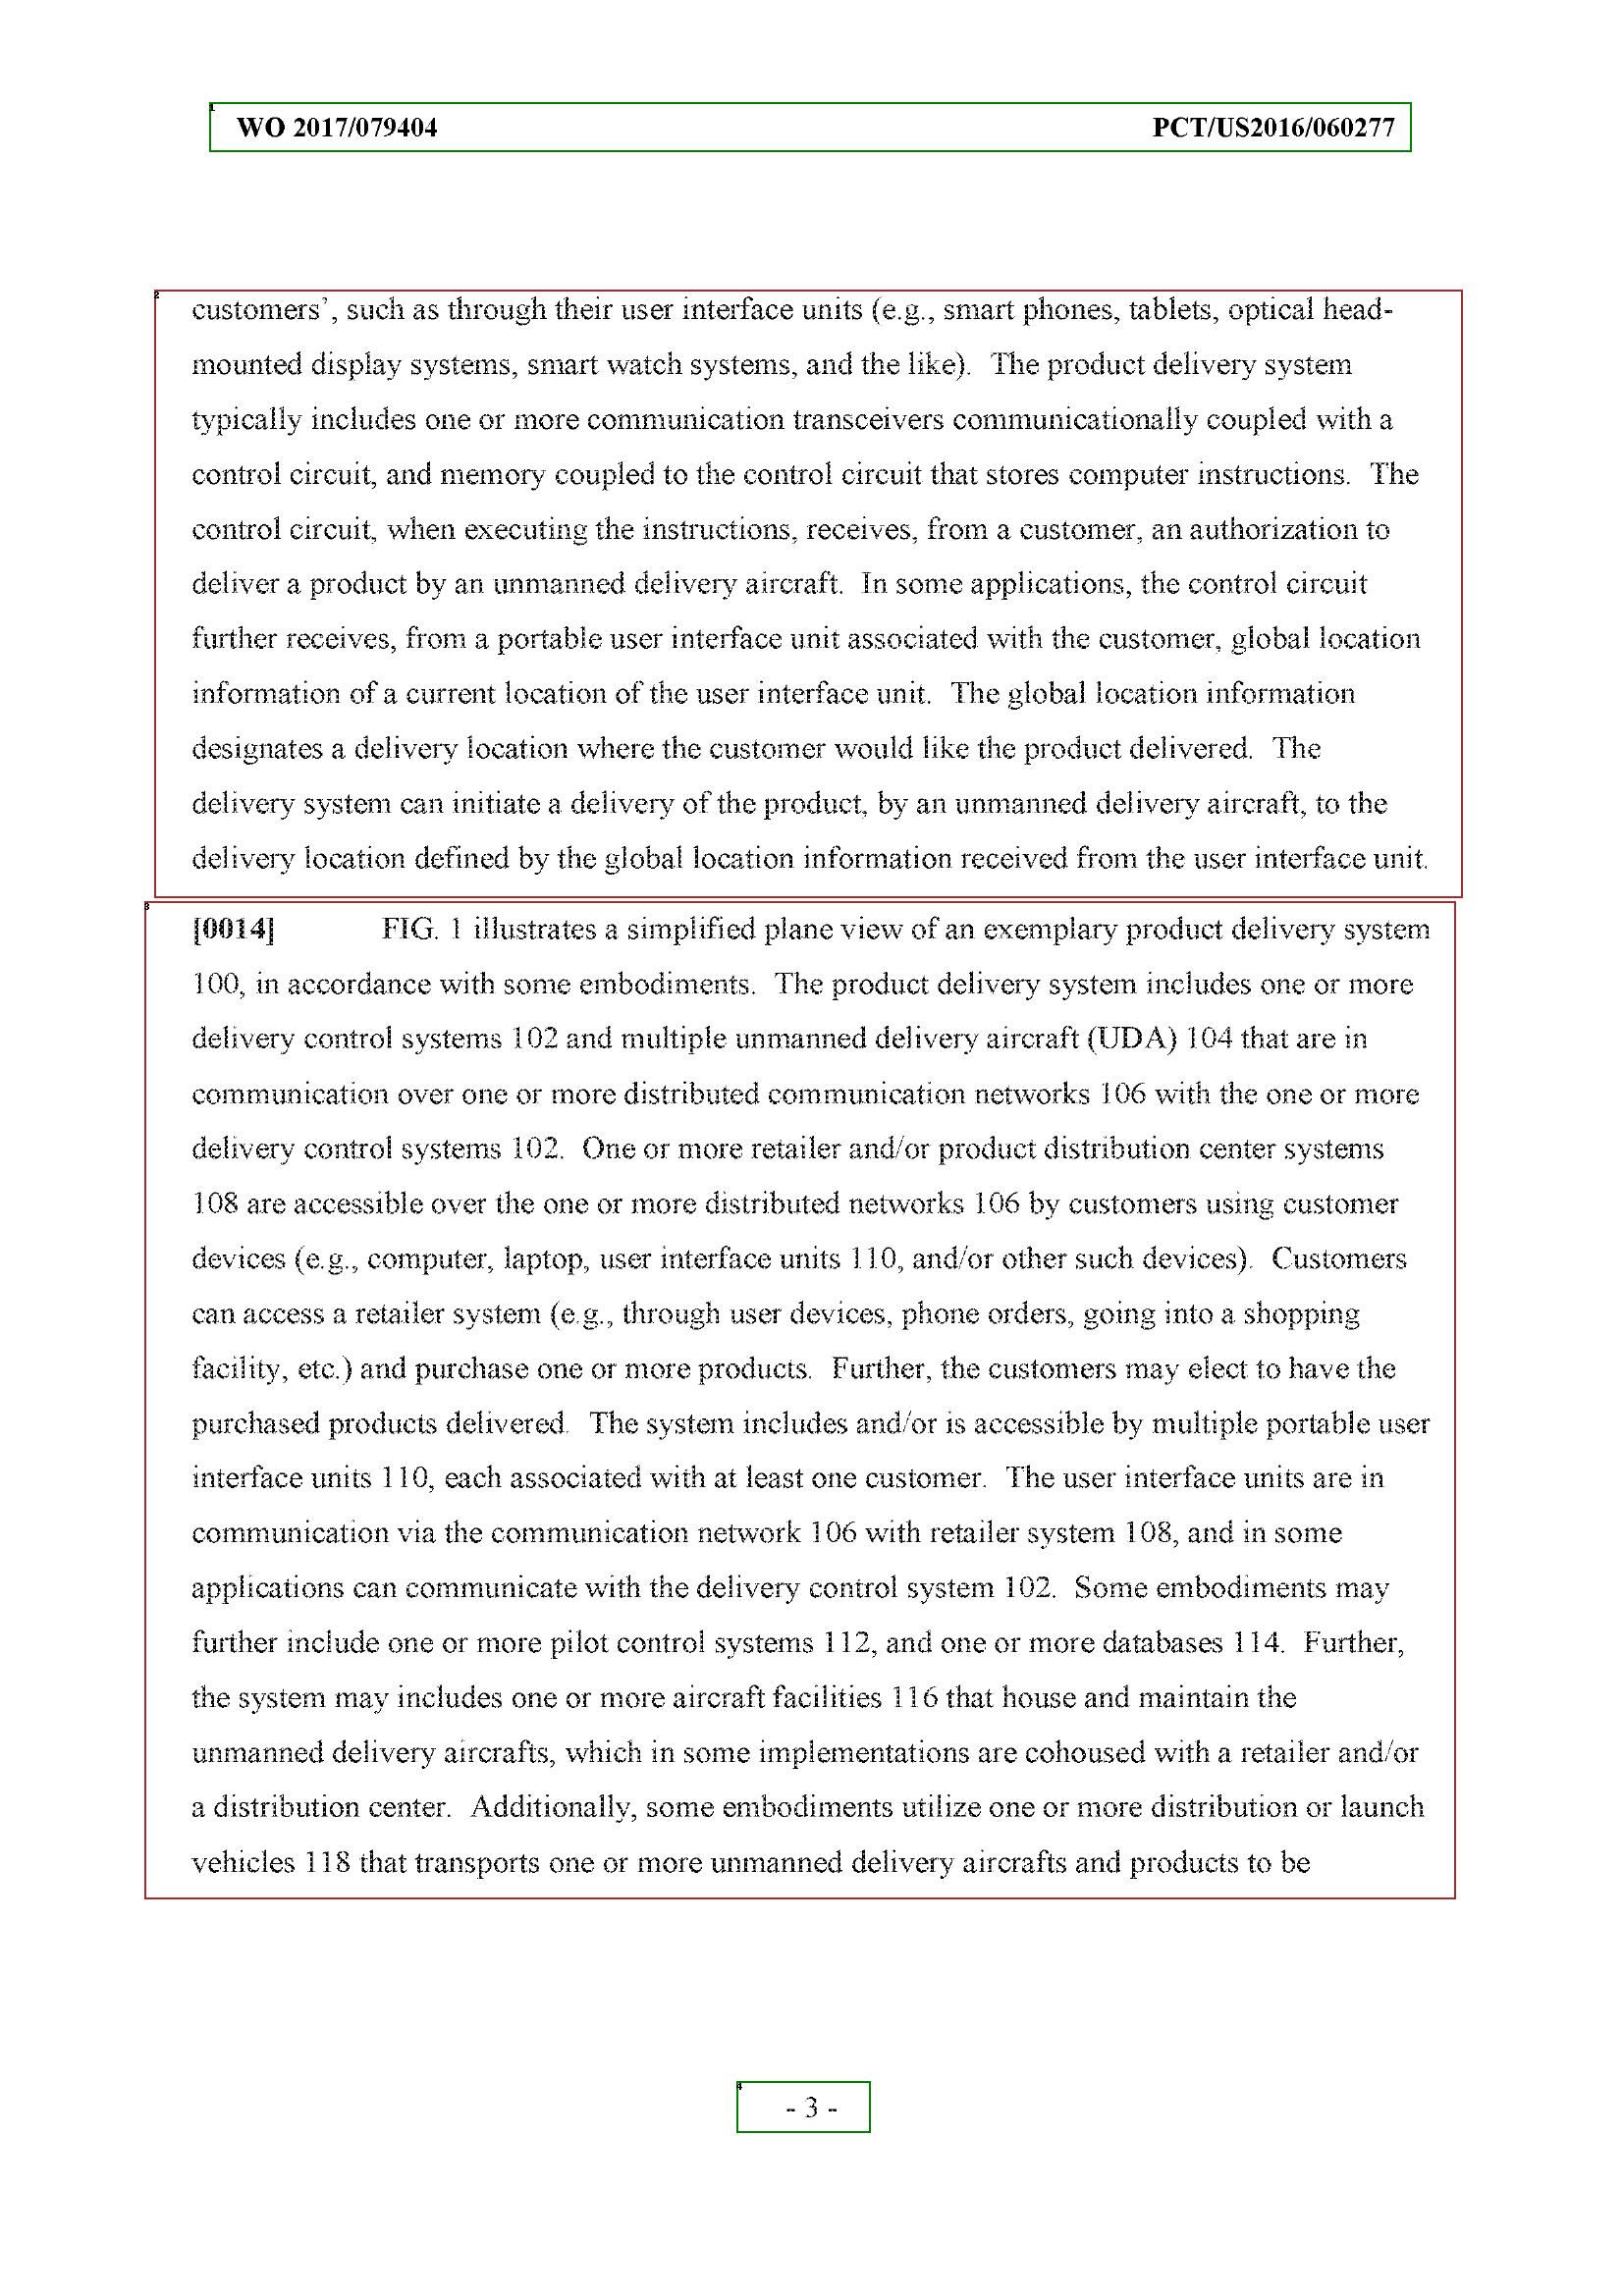 WO 2017/079404 PCT/US2016/060277
customers’, such as through their user interface units (e.g., smart phones, tablets, optical head-
mounted display systems, smart watch systems, and the like). The product delivery system
typically includes one or more communication transceivers communicationally coupled with a
control circuit, and memory coupled to the control circuit that stores computer instructions. The
control circuit, when executing the instructions, receives, from a customer, an authorization to
deliver a product by an unmanned delivery aircraft. In some applications, the control circuit
further receives, from a portable user interface unit associated with the customer, global location
information of a current location of the user interface unit. The global location information
designates a delivery location where the customer would like the product delivered. The
delivery system can initiate a delivery of the product, by an unmanned delivery aircraft, to the
delivery location defined by the global location information received from the user interface unit.
[0014] FIG. 1 illustrates a simplified plane view of an exemplary product delivery system
100, in accordance with some embodiments. The product delivery system includes one or more
delivery control systems 102 and multiple unmanned delivery aircraft (UDA) 104 that are in
communication over one or more distributed communication networks 106 with the one or more
delivery control systems 102. One or more retailer and/or product distribution center systems
108 are accessible over the one or more distributed networks 106 by customers using customer
devices (e.g., computer, laptop, user interface units 110, and/or other such devices). Customers
can access a retailer system (e.g., through user devices, phone orders, going into a shopping
facility, etc.) and purchase one or more products. Further, the customers may elect to have the
purchased products delivered. The system includes and/or is accessible by multiple portable user
interface units 110, each associated with at least one customer. The user interface units are in
communication via the communication network 106 with retailer system 108, and in some
applications can communicate with the delivery control system 102. Some embodiments may
further include one or more pilot control systems 112, and one or more databases 114. Further,
the system may includes one or more aircraft facilities 116 that house and maintain the
unmanned delivery aircrafts, which in some implementations are cohoused with a retailer and/or
a distribution center. Additionally, some embodiments utilize one or more distribution or launch
vehicles 118 that transports one or more unmanned delivery aircrafts and products to be
- 3 -